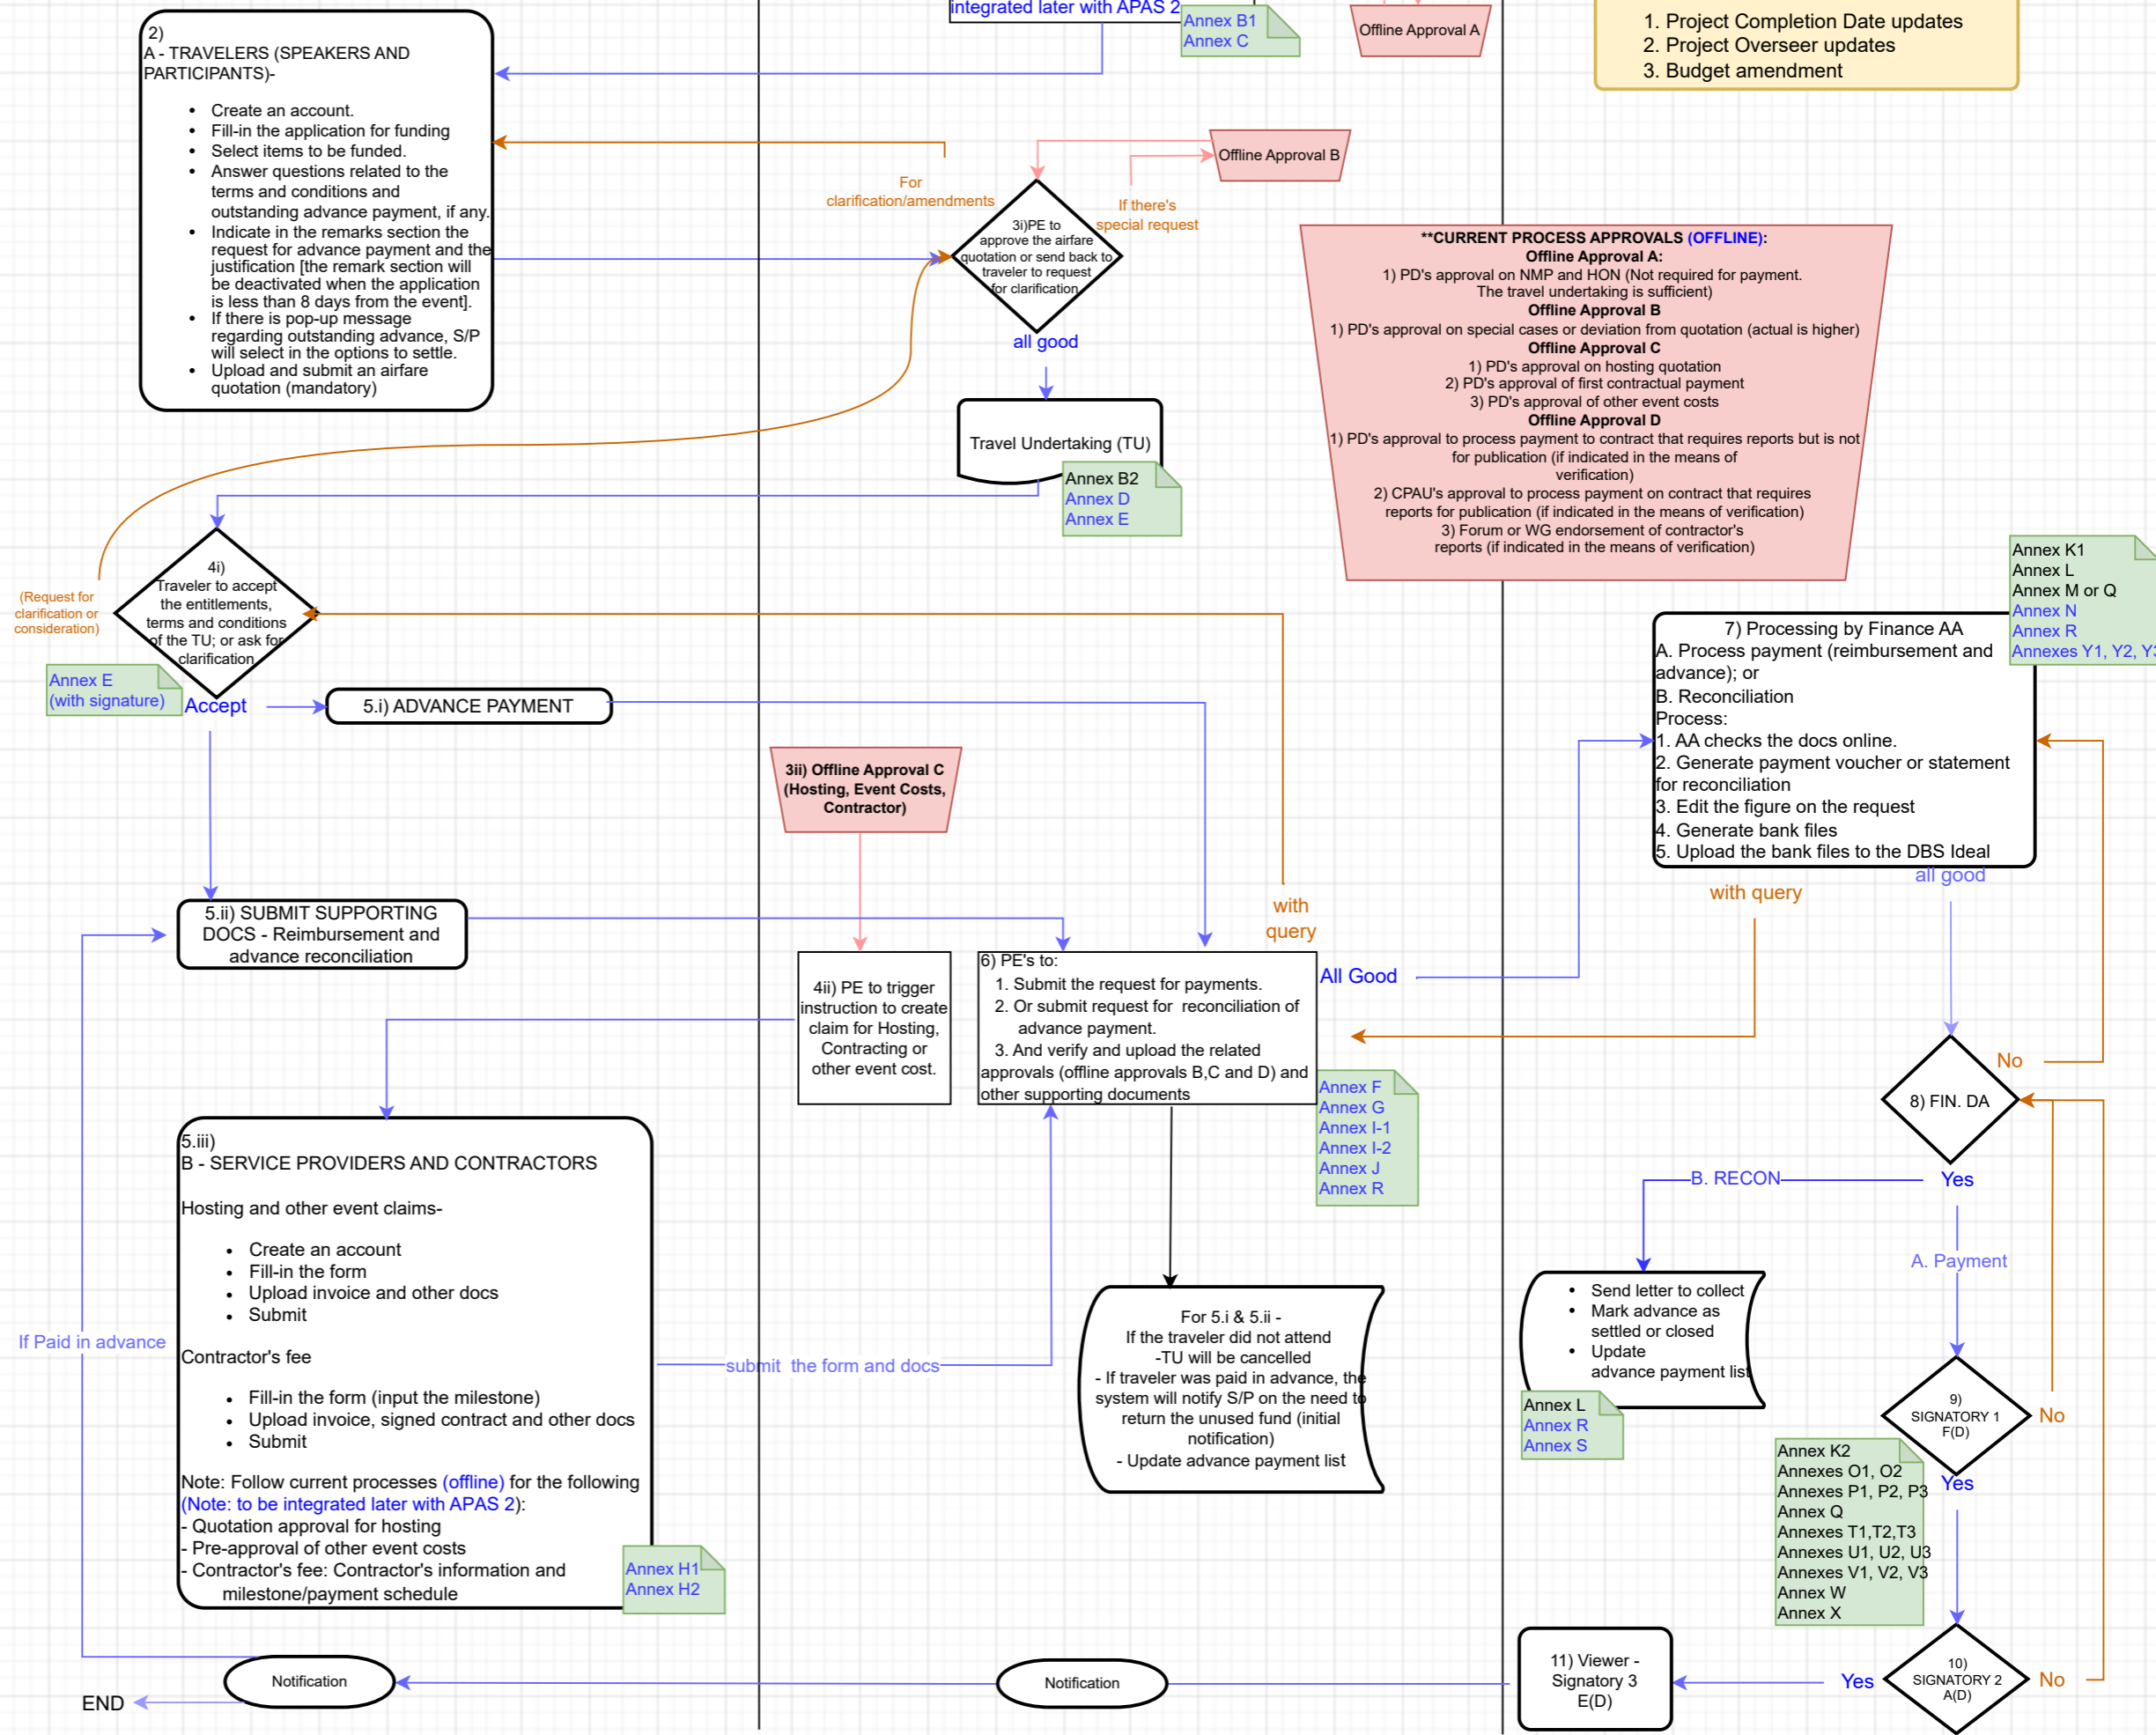 integrated later with APAS 2
Annex B1
Annex C
Offline Approval A
1. Project Completion Date updates
2. Project Overseer updates
3. Budget amendment
2)
A - TRAVELERS (SPEAKERS AND
PARTICIPANTS)-
• Create an account.
• Fill-in the application for funding
• Select items to be funded.
• Answer questions related to the
terms and conditions and
outstanding advance payment, if any.
• Indicate in the remarks section the
request for advance payment and the
justification [the remark section will
be deactivated when the application
is less than 8 days from the event].
• If there is pop-up message
regarding outstanding advance, S/P
will select in the options to settle.
• Upload and submit an airfare
quotation (mandatory)
For
clarification/amendments
Offline Approval B
If there's
special request
3i)PE to
approve the airfare
quotation or send back to
traveler to request
for clarification
all good
Travel Undertaking (TU)
Annex B2
Annex D
Annex E
**CURRENT PROCESS APPROVALS (OFFLINE):
Offline Approval A:
1) PD's approval on NMP and HON (Not required for payment.
The travel undertaking is sufficient)
Offline Approval B
1) PD's approval on special cases or deviation from quotation (actual is higher)
Offline Approval C
1) PD's approval on hosting quotation
2) PD's approval of first contractual payment
3) PD's approval of other event costs
Offline Approval D
1) PD's approval to process payment to contract that requires reports but is not
for publication (if indicated in the means of
verification)
2) CPAU's approval to process payment on contract that requires
reports for publication (if indicated in the means of verification)
3) Forum or WG endorsement of contractor's
reports (if indicated in the means of verification)
4i)
Traveler to accept
the entitlements,
terms and conditions
of the TU; or ask for
clarification
(Request for
clarification or
consideration)
Annex E
(with signature)
Accept
5.i) ADVANCE PAYMENT
3ii) Offline Approval C
(Hosting, Event Costs,
Contractor)
with
query
Annex K1
Annex L
Annex M or Q
Annex N
Annex R
Annexes Y1, Y2, Y3
7) Processing by Finance AA
A. Process payment (reimbursement and
advance); or
B. Reconciliation
Process:
1. AA checks the docs online.
2. Generate payment voucher or statement
for reconciliation
3. Edit the figure on the request
4. Generate bank files
5. Upload the bank files to the DBS Ideal
all good
with query
5.ii) SUBMIT SUPPORTING
DOCS - Reimbursement and
advance reconciliation
4ii) PE to trigger
instruction to create
claim for Hosting,
Contracting or
other event cost.
6) PE's to:
1. Submit the request for payments.
2. Or submit request for reconciliation of
advance payment.
3. And verify and upload the related
approvals (offline approvals B,C and D) and
other supporting documents
All Good
Annex F
Annex G
Annex I-1
Annex I-2
Annex J
Annex R
No
8) FIN. DA
Yes
B. RECON
A. Payment
5.iii)
B - SERVICE PROVIDERS AND CONTRACTORS
Hosting and other event claims-
• Create an account
• Fill-in the form
• Upload invoice and other docs
• Submit
Contractor's fee
• Fill-in the form (input the milestone)
• Upload invoice, signed contract and other docs
• Submit
Note: Follow current processes (offline) for the following
(Note: to be integrated later with APAS 2):
- Quotation approval for hosting
- Pre-approval of other event costs
- Contractor's fee: Contractor's information and
milestone/payment schedule
Annex H1
Annex H2
If Paid in advance
submit the form and docs
For 5.i & 5.ii -
If the traveler did not attend
-TU will be cancelled
- If traveler was paid in advance, the
system will notify S/P on the need to
return the unused fund (initial
notification)
- Update advance payment list
• Send letter to collect
• Mark advance as
settled or closed
• Update
advance payment list
Annex L
Annex R
Annex S
9)
SIGNATORY 1
F(D)
No
Yes
Annex K2
Annexes O1, O2
Annexes P1, P2, P3
Annex Q
Annexes T1,T2,T3
Annexes U1, U2, U3
Annexes V1, V2, V3
Annex W
Annex X
10)
SIGNATORY 2
A(D)
No
Yes
11) Viewer -
Signatory 3
E(D)
Notification
Notification
END